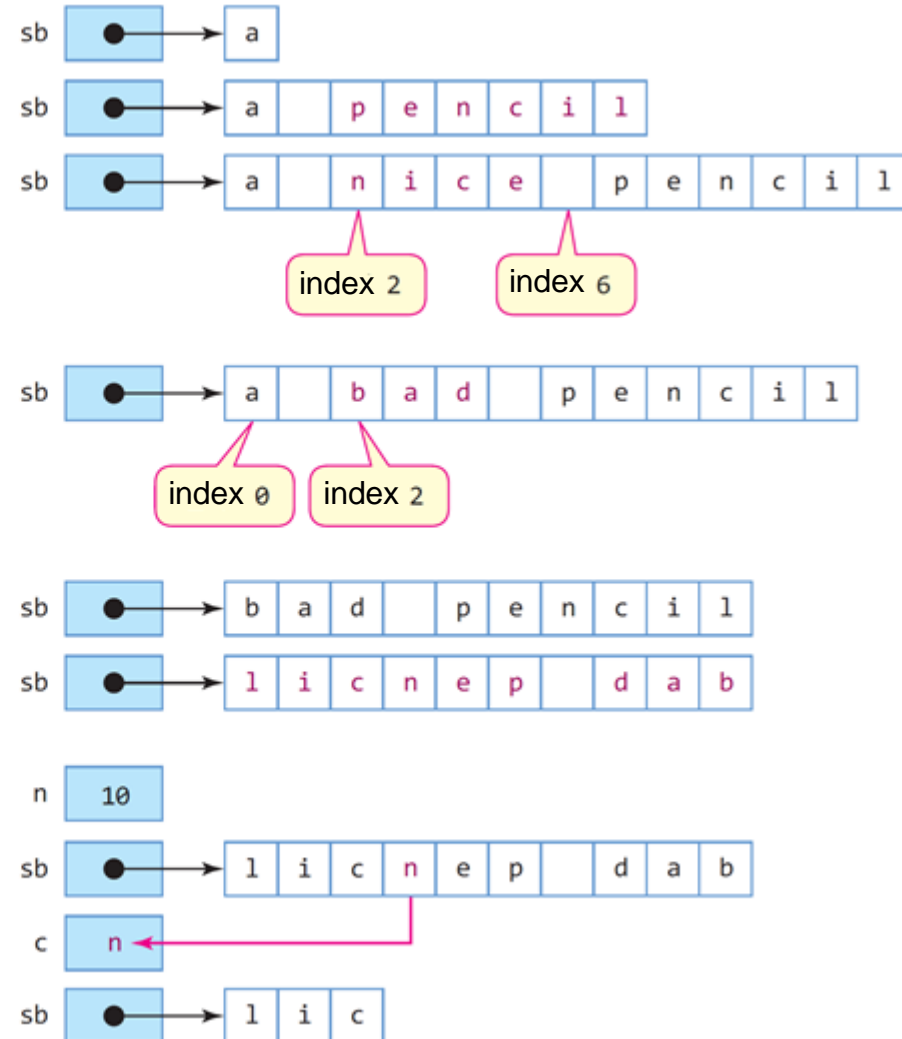 sb a
sb a p e n c i l
sb a n i c e p e n c i l
index 2 index 6
sb a b a d p e n c i l
index 0 index 2
sb b a d p e n c i l
sb l i c n e p d a b
n 10
sb l i c n e p d a b
c n
sb l i c